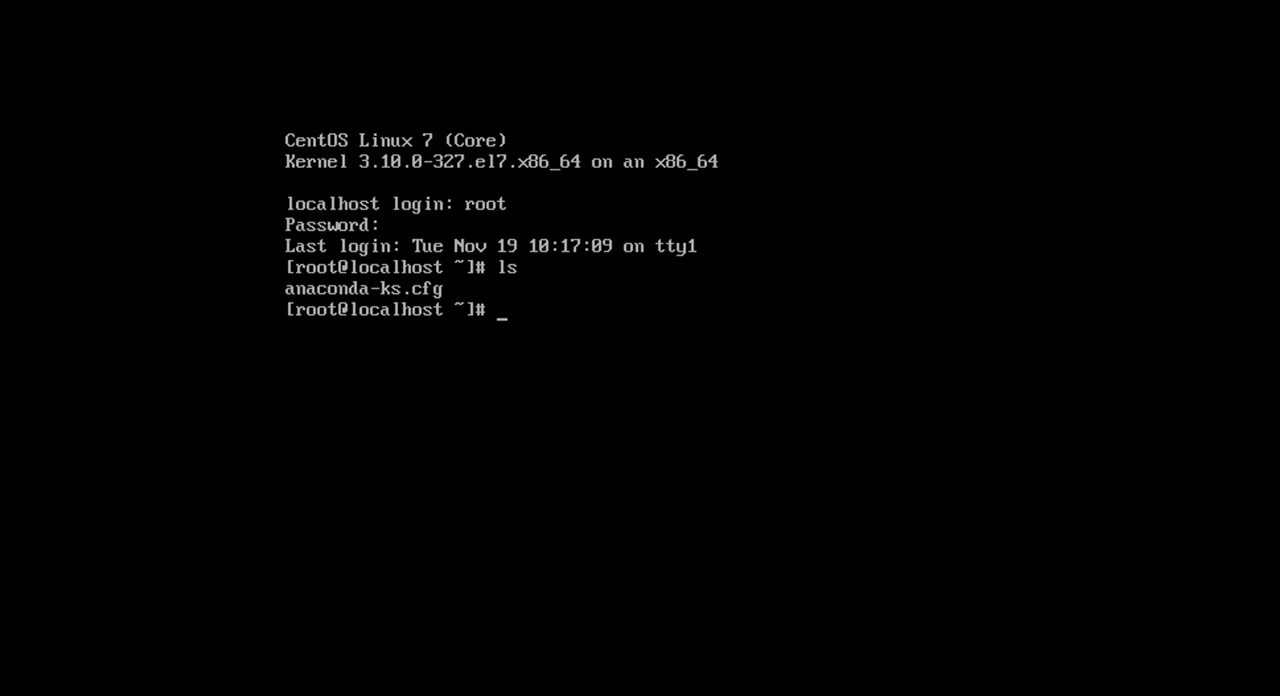 CentOS Linux 7 (Core)
Kernel 3.10.0-327.el7.x86_64 on an x86_64
localhost login: root
Password:
Last login: Tue Nov 19 10:17:09 on tty1
[root@localhost ~]# ls
anaconda-ks.cfg
[root@localhost ~]# _